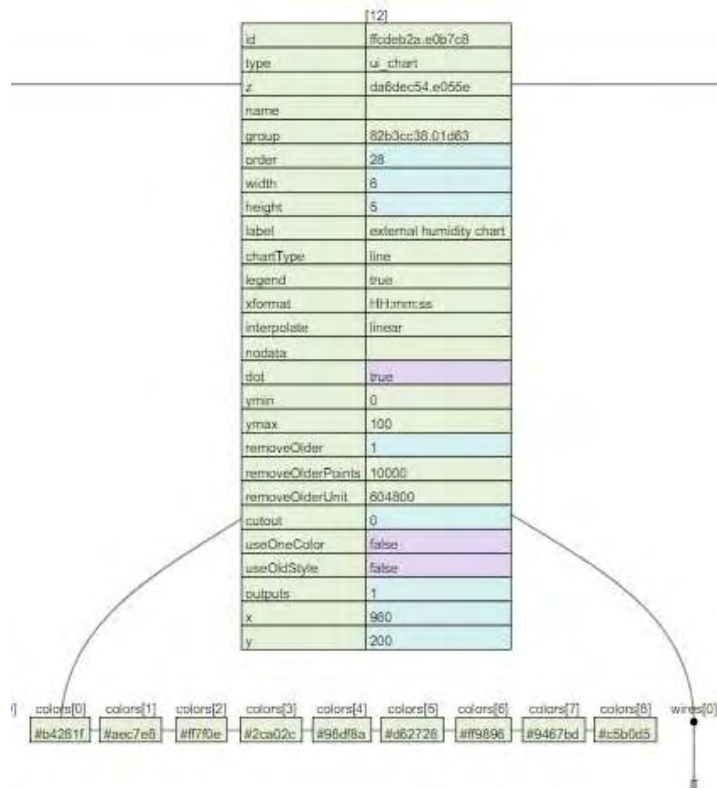 [12]
id ffcdeb2a.e0b7c8
type ui_chart
z da6dec54.e055e
name
group 82b3cc38.01d63
order 28
width 6
height 5
label external humidity chart
chartType line
legend true
xformat HH:mm:ss
interpolate linear
nodata
dot true
ymin 0
ymax 100
removeOlder 1
removeOlderPoints 10000
removeOlderUnit 604800
cutout 0
useOneColor false
useOldStyle false
outputs 1
x 960
y 200
colors[0] colors[1] colors[2] colors[3] colors[4] colors[5] colors[6] colors[7] colors[8] wires[0]
#b4281f #aec7e8 #ff7f0e #2ca02c #98df8a #d62728 #ff9896 #9467bd #c5b0d5